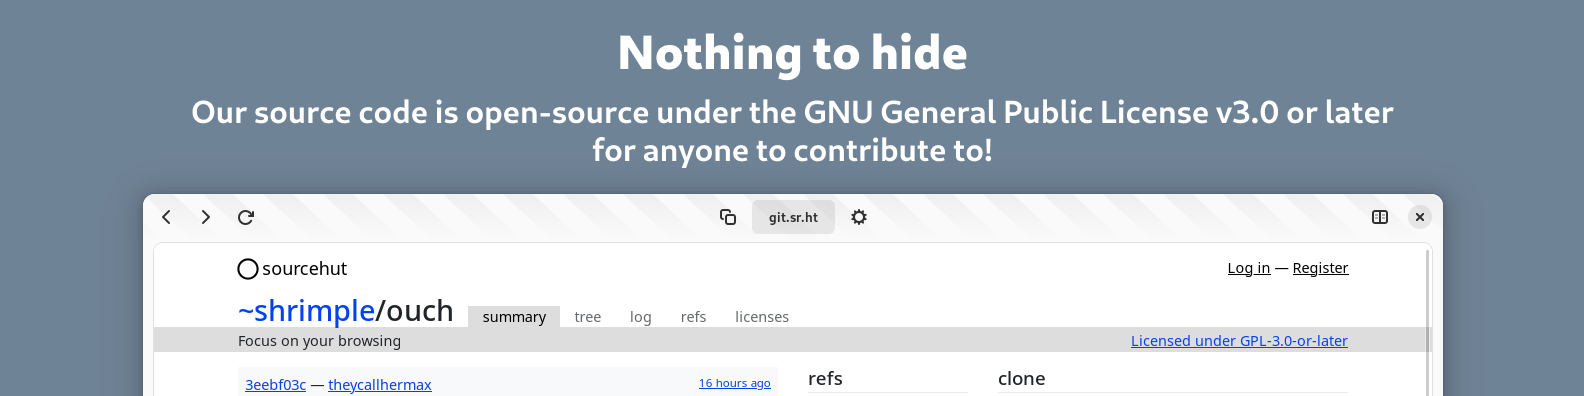 Nothing to hide
Our source code is open-source under the GNU General Public License v3.0 or later
for anyone to contribute to!
git.sr.ht
sourcehut
Log in — Register
~shrimple/ouch summary tree log refs licenses
Focus on your browsing
Licensed under GPL-3.0-or-later
3eebf03c — theycallhermax
16 hours ago
refs
clone